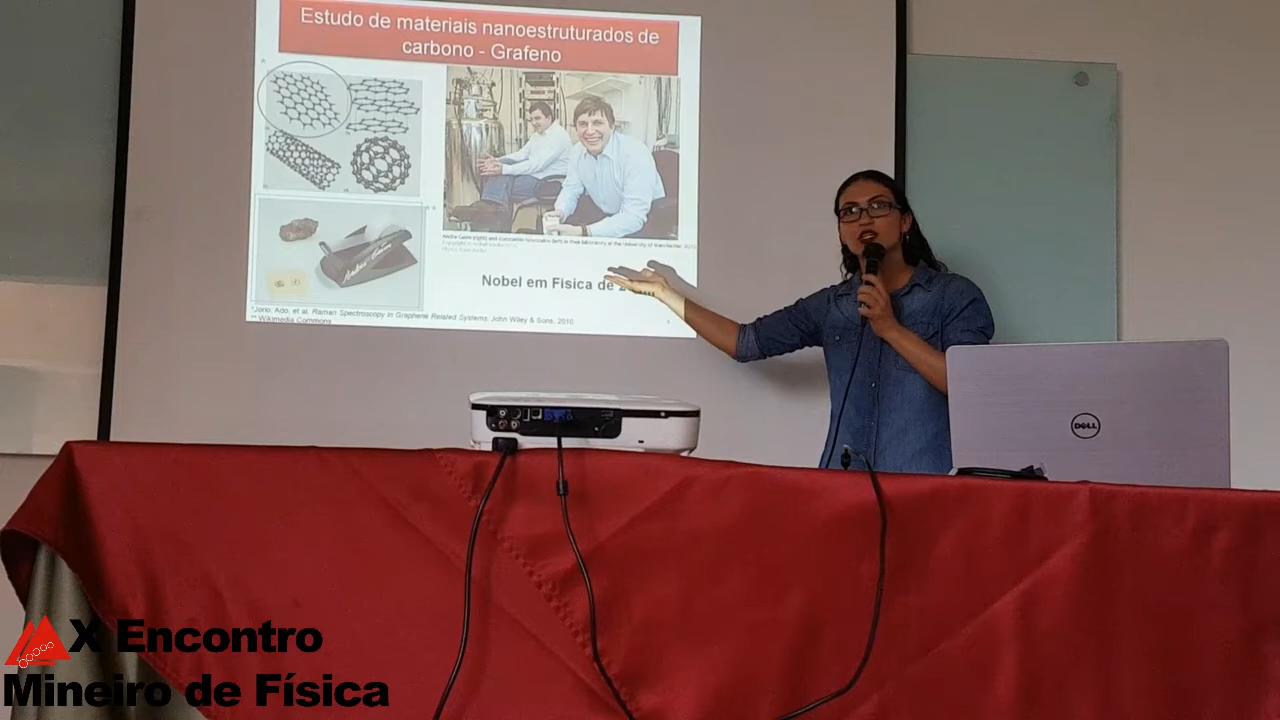 Estudo de materiais nanoestruturados de
carbono - Grafeno
Nobel em Física de
*Jorio, Ado, et al. Raman Spectroscopy in Graphene Related Systems. John Wiley & Sons, 2010.
** Wikimedia Commons
DELL
X Encontro
Mineiro de Física